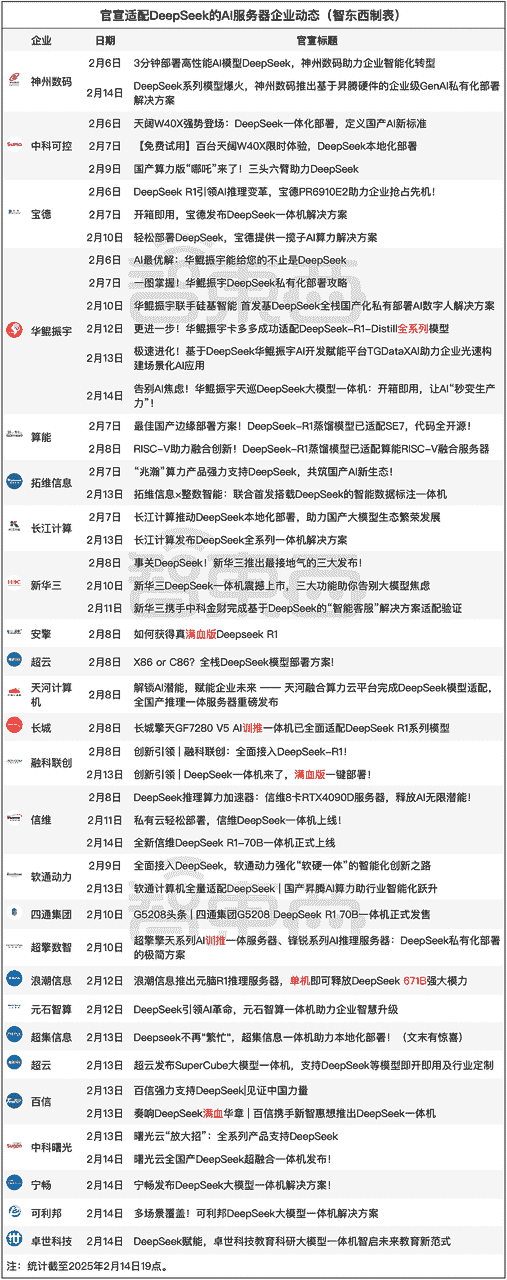 官宣适配DeepSeek的AI服务器企业动态（智东西制表）
企业 日期 官宣标题
神州数码 2月6日 3分钟部署高性能AI模型DeepSeek，神州数码助力企业智能化转型
2月14日 DeepSeek系列模型爆火，神州数码推出基于昇腾硬件的企业级GenAI私有化部署
解决方案
中科可控 2月6日 天阔W40X强势登场：DeepSeek一体化部署，定义国产AI新标准
2月7日 【免费试用】百台天阔W40X限时体验，DeepSeek本地化部署
2月9日 国产算力版“哪吒”来了！三头六臂助力DeepSeek
宝德 2月6日 DeepSeek R1引领AI推理变革，宝德PR6910E2助力企业抢占先机！
2月7日 开箱即用，宝德发布DeepSeek一体机解决方案
2月10日 轻松部署DeepSeek，宝德提供一揽子AI算力解决方案
华鲲振宇 2月6日 AI最优解：华鲲振宇能给您的不止是DeepSeek
2月7日 一图掌握！华鲲振宇DeepSeek私有化部署攻略
2月10日 华鲲振宇联手硅基智能 首发基DeepSeek全栈国产化私有部署AI数字人解决方案
2月12日 更进一步！华鲲振宇卡多多成功适配DeepSeek-R1-Distill全系列模型
2月13日 极速进化！基于DeepSeek华鲲振宇AI开发赋能平台TGDataXAI助力企业光速构
建场景化AI应用
2月14日 告别AI焦虑！华鲲振宇天巡DeepSeek大模型一体机：开箱即用，让AI“秒变生产
力”！
算能 2月7日 最佳国产边缘部署方案！DeepSeek-R1蒸馏模型已适配SE7，代码全开源！
2月8日 RISC-V助力融合创新！DeepSeek-R1蒸馏模型已适配算能RISC-V融合服务器
拓维信息 2月7日 “兆瀚”算力产品强力支持DeepSeek，共筑国产AI新生态！
2月13日 拓维信息x整数智能：联合首发搭载DeepSeek的智能数据标注一体机
长江计算 2月7日 长江计算推动DeepSeek本地化部署，助力国产大模型生态繁荣发展
2月13日 长江计算发布DeepSeek全系列一体机解决方案
新华三 2月8日 事关DeepSeek！新华三推出最接地气的三大发布！
2月10日 新华三DeepSeek一体机震撼上市，三大功能助你告别大模型焦虑
2月11日 新华三携手中科金财完成基于DeepSeek的“智能客服”解决方案适配验证
安擎 2月8日 如何获得真满血版Deepseek R1
超云 2月8日 X86 or C86？全栈DeepSeek模型部署方案！
天河计算机 2月8日 解锁AI潜能，赋能企业未来 —— 天河融合算力云平台完成DeepSeek模型适配，
全国产推理一体服务器重磅发布
长城 2月8日 长城擎天GF7280 V5 AI训推一体机已全面适配DeepSeek R1系列模型
融科联创 2月8日 创新引领 | 融科联创：全面接入DeepSeek-R1！
2月13日 创新引领 | DeepSeek一体机来了，满血版一键部署！
信维 2月8日 DeepSeek推理算力加速器：信维8卡RTX4090D服务器，释放AI无限潜能！
2月11日 私有云轻松部署，信维DeepSeek一体机上线！
2月14日 全新信维DeepSeek R1-70B一体机正式上线
软通动力 2月9日 全面接入DeepSeek，软通动力强化“软硬一体”的智能化创新之路
2月13日 软通计算机全量适配DeepSeek | 国产昇腾AI算力助行业智能化跃升
四通集团 2月10日 G5208头条 | 四通集团G5208 DeepSeek R1 70B一体机正式发售
超擎数智 2月10日 超擎擎天系列AI训推一体服务器、锋锐系列AI推理服务器：DeepSeek私有化部署
的极简方案
浪潮信息 2月12日 浪潮信息推出元脑R1推理服务器，单机即可释放DeepSeek 671B强大模力
元石智算 2月12日 DeepSeek引领AI革命，元石智算一体机助力企业智慧升级
超集信息 2月13日 Deepseek不再“繁忙”，超集信息一体机助力本地化部署！（文末有惊喜）
超云 2月13日 超云发布SuperCube大模型一体机，支持DeepSeek等模型即开即用及行业定制
百信 2月13日 百信强力支持DeepSeek|见证中国力量
2月13日 奏响DeepSeek满血华章 | 百信携手新智惠想推出DeepSeek一体机
中科曙光 2月13日 曙光云“放大招”：全系列产品支持DeepSeek
2月14日 曙光云全国产DeepSeek超融合一体机发布！
宁畅 2月14日 宁畅发布DeepSeek大模型一体机解决方案！
可利邦 2月14日 多场景覆盖！可利邦DeepSeek大模型一体机解决方案
卓世科技 2月14日 DeepSeek赋能，卓世科技教育科研大模型一体机智启未来教育新范式
注：统计截至2025年2月14日19点。